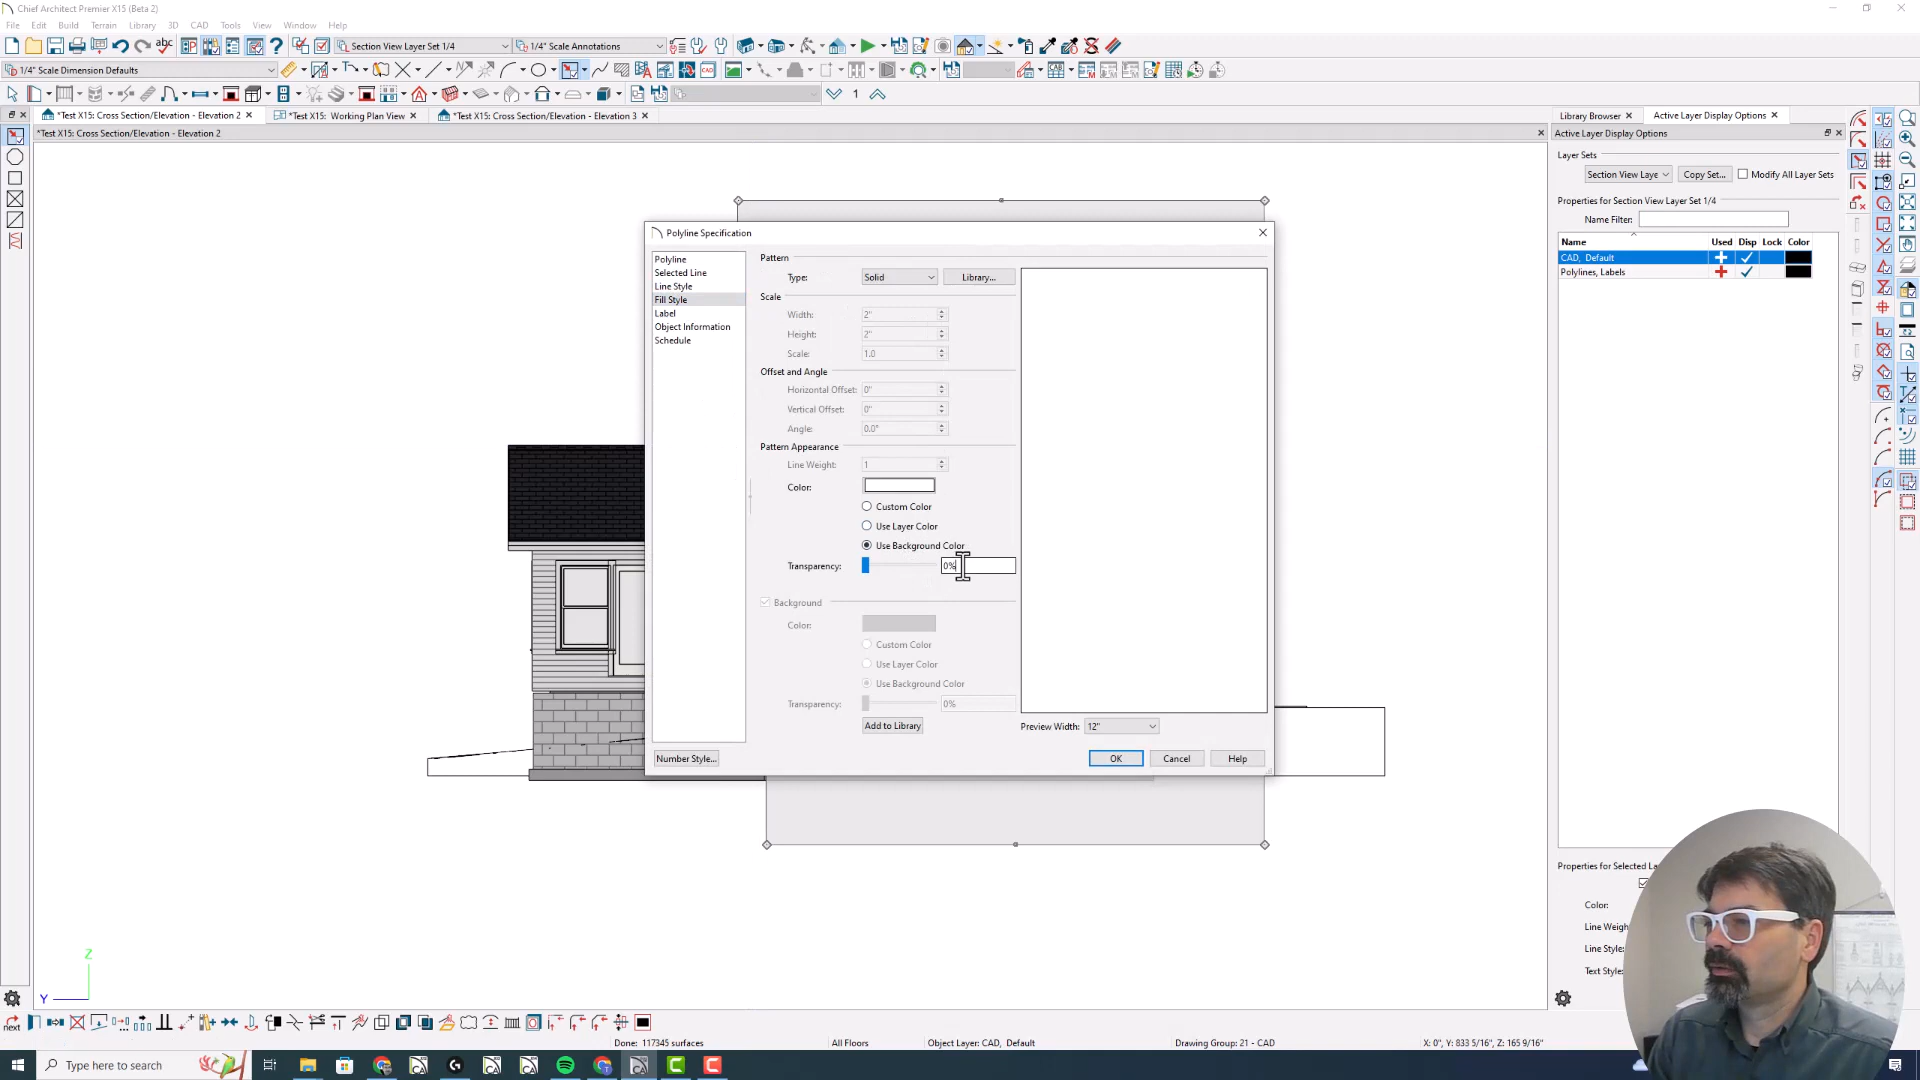 Chief Architect Premier X15 (Beta 2)
File Edit Build Terrain Library 3D CAD Tools View Window Help
Section View Layer Set 1/4 1/4" Scale Annotations
1/4" Scale Dimension Defaults
1
*Test X15: Cross Section/Elevation - Elevation 2 *Test X15: Working Plan View *Test X15: Cross Section/Elevation - Elevation 3
*Test X15: Cross Section/Elevation - Elevation 2
Library Browser Active Layer Display Options
Active Layer Display Options
Layer Sets
Section View Laye Copy Set... Modify All Layer Sets
Properties for Section View Layer Set 1/4
Name Filter:
Name Used Disp Lock Color
CAD, Default
Polylines, Labels
Properties for Selected La
Color:
Line Weigh
Line Style:
Text Style:
Polyline Specification
Polyline
Selected Line
Line Style
Fill Style
Label
Object Information
Schedule
Number Style...
Pattern
Type: Solid Library...
Scale
Width: 2"
Height: 2"
Scale: 1.0
Offset and Angle
Horizontal Offset: 0"
Vertical Offset: 0"
Angle: 0.0°
Pattern Appearance
Line Weight: 1
Color:
Custom Color
Use Layer Color
Use Background Color
Transparency: 0%
Background
Color:
Custom Color
Use Layer Color
Use Background Color
Transparency: 0%
Add to Library
Preview Width: 12"
OK Cancel Help
Z
Y
next
Done: 117345 surfaces All Floors Object Layer: CAD, Default Drawing Group: 21 - CAD X: 0", Y: 833 5/16", Z: 165 9/16"
Type here to search